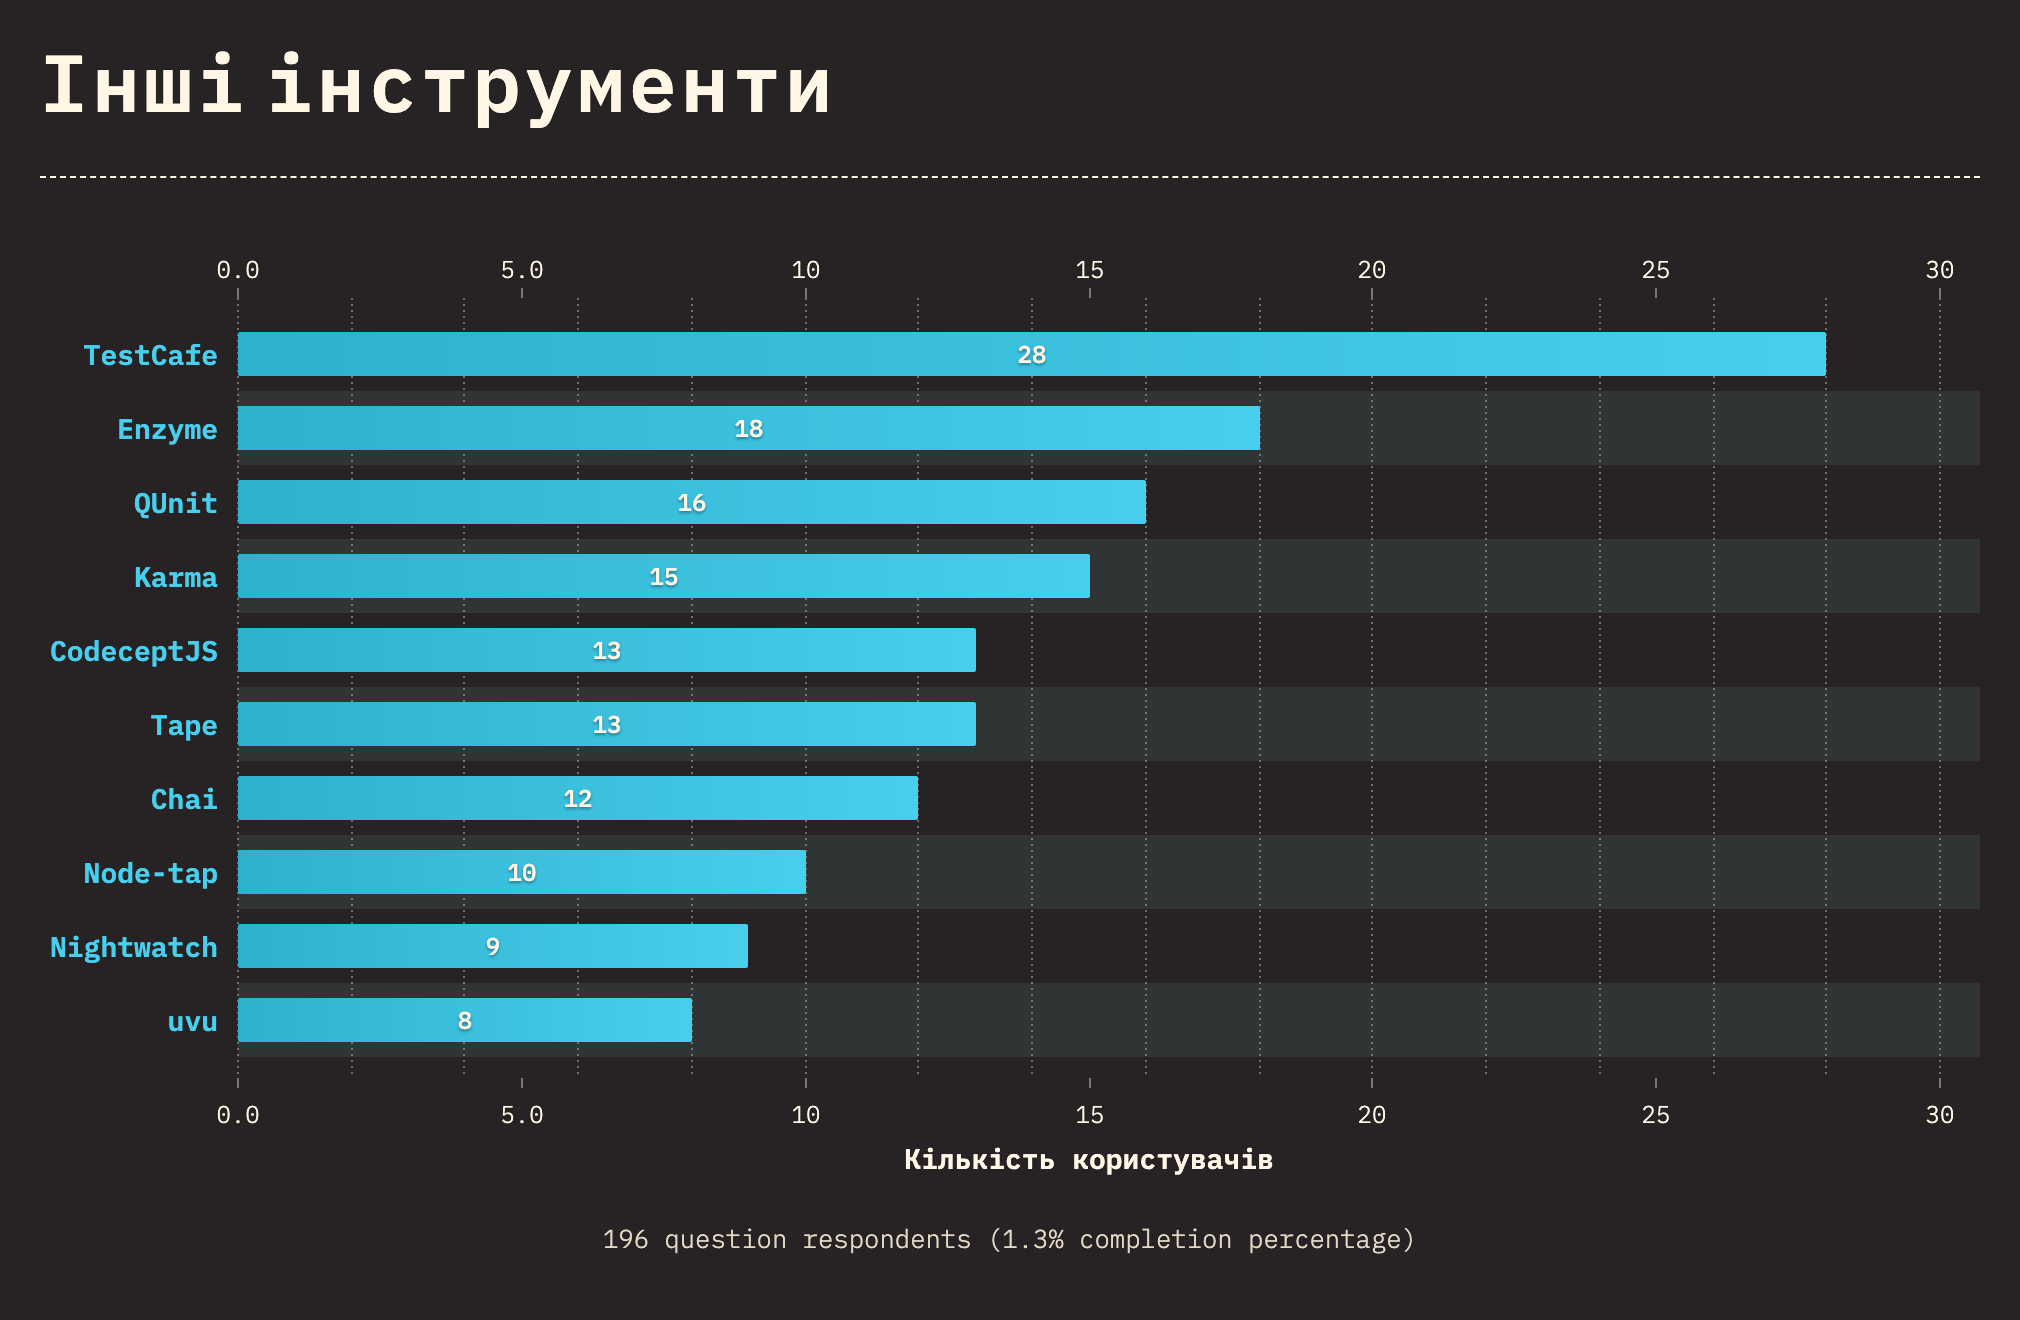 Інші інструменти
0.0 5.0 10 15 20 25 30
TestCafe 28
Enzyme 18
QUnit 16
Karma 15
CodeceptJS 13
Tape 13
Chai 12
Node-tap 10
Nightwatch 9
uvu 8
0.0 5.0 10 15 20 25 30
Кількість користувачів
196 question respondents (1.3% completion percentage)